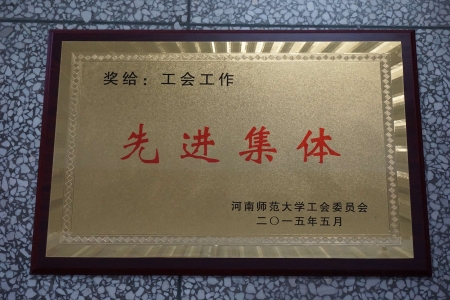 奖给：工会工作
先进集体
河南师范大学工会委员会
二〇一五年五月